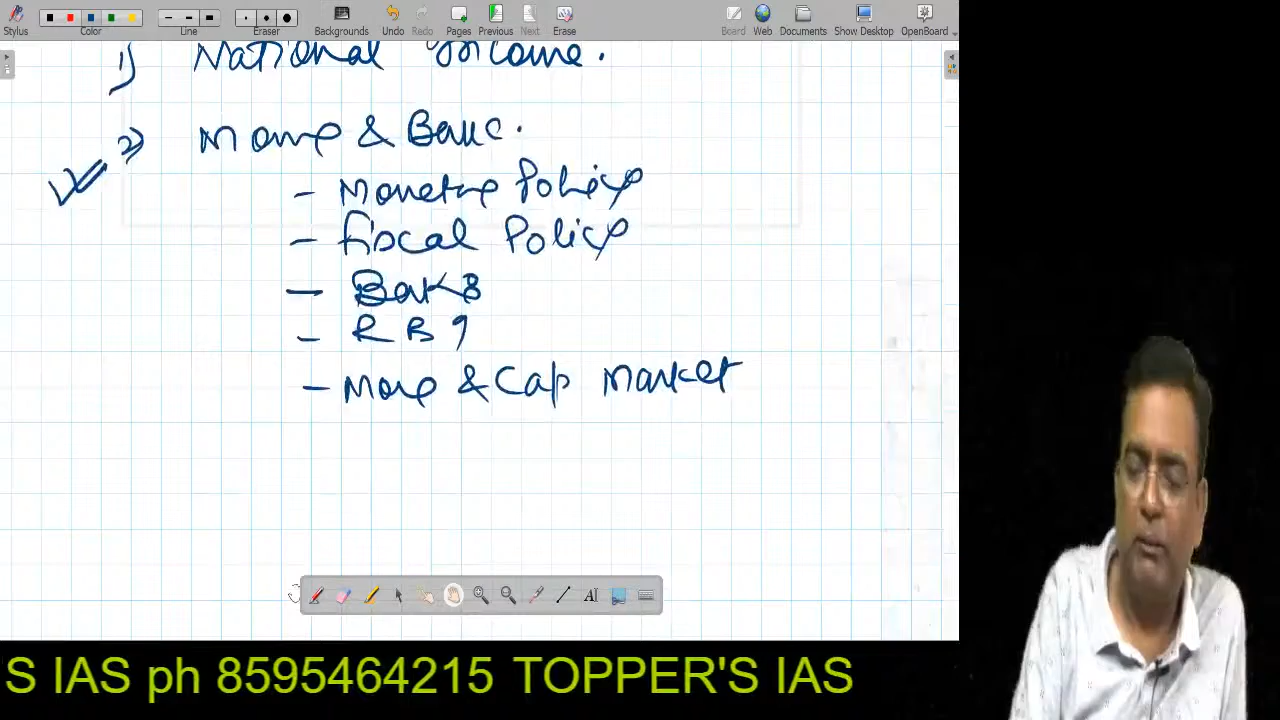 Stylus Color Line Eraser Backgrounds Undo Redo Pages Previous Next Erase Board Web Documents Show Desktop OpenBoard
1) National Income.
2) Money & Bank.
- Monetary Policy
- Fiscal Policy
- Banks
- RBI
- Money & Cap Market
S IAS ph 8595464215 TOPPER'S IAS